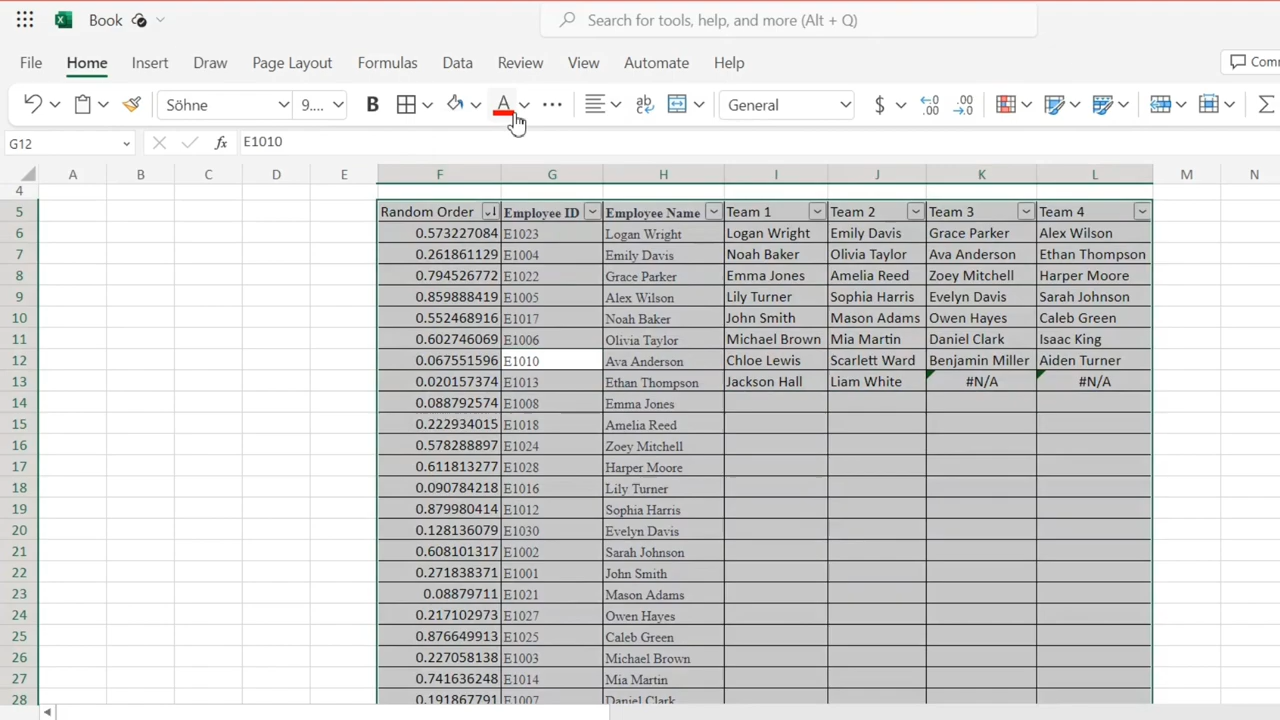 Book
Search for tools, help, and more (Alt + Q)
File Home Insert Draw Page Layout Formulas Data Review View Automate Help
Söhne 9.... B A ab General $ .00 .00
G12 fx E1010
A B C D E F G H I J K L M N
4
5 Random Order Employee ID Employee Name Team 1 Team 2 Team 3 Team 4
6 0.573227084 E1023 Logan Wright Logan Wright Emily Davis Grace Parker Alex Wilson
7 0.261861129 E1004 Emily Davis Noah Baker Olivia Taylor Ava Anderson Ethan Thompson
8 0.794526772 E1022 Grace Parker Emma Jones Amelia Reed Zoey Mitchell Harper Moore
9 0.859888419 E1005 Alex Wilson Lily Turner Sophia Harris Evelyn Davis Sarah Johnson
10 0.552468916 E1017 Noah Baker John Smith Mason Adams Owen Hayes Caleb Green
11 0.602746069 E1006 Olivia Taylor Michael Brown Mia Martin Daniel Clark Isaac King
12 0.067551596 E1010 Ava Anderson Chloe Lewis Scarlett Ward Benjamin Miller Aiden Turner
13 0.020157374 E1013 Ethan Thompson Jackson Hall Liam White #N/A #N/A
14 0.088792574 E1008 Emma Jones
15 0.222934015 E1018 Amelia Reed
16 0.578288897 E1024 Zoey Mitchell
17 0.611813277 E1028 Harper Moore
18 0.090784218 E1016 Lily Turner
19 0.879980414 E1012 Sophia Harris
20 0.128136079 E1030 Evelyn Davis
21 0.608101317 E1002 Sarah Johnson
22 0.271838371 E1001 John Smith
23 0.08879711 E1021 Mason Adams
24 0.217102973 E1027 Owen Hayes
25 0.876649913 E1025 Caleb Green
26 0.227058138 E1003 Michael Brown
27 0.741636248 E1014 Mia Martin
28 0.191867791 E1007 Daniel Clark